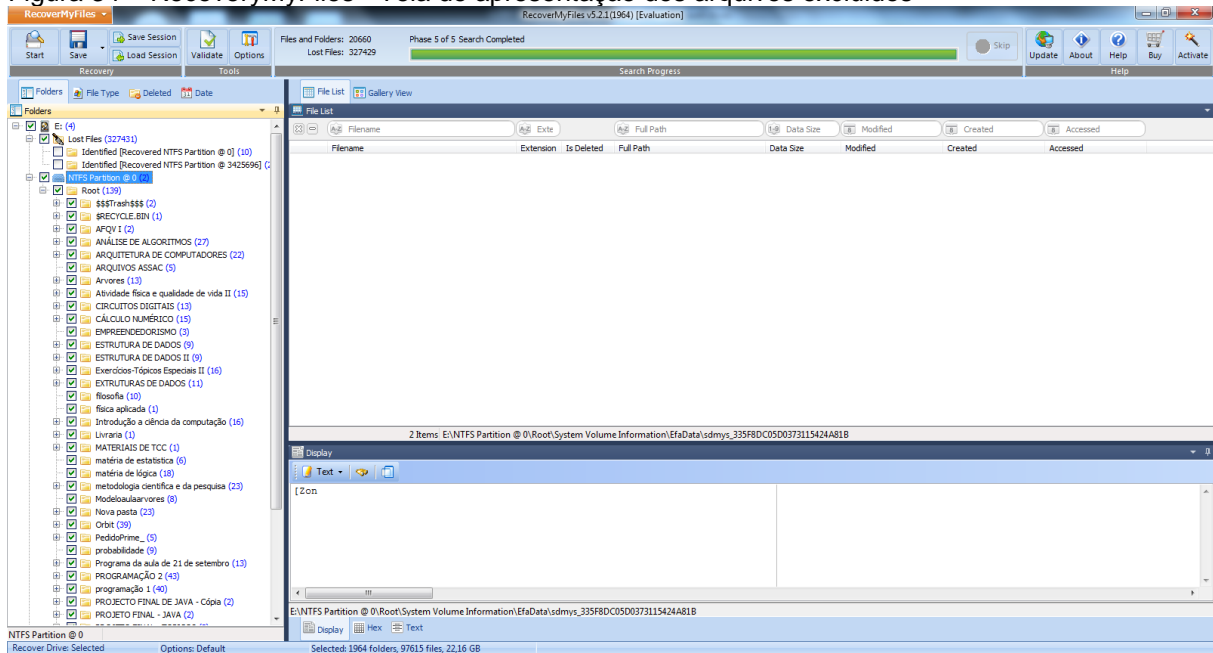 Figura 31 – RecoverMyFiles - Tela de apresentação dos arquivos excluídos
RecoverMyFiles
RecoverMyFiles v5.2.1(1964) [Evaluation]
Start
Save
Save Session
Load Session
Validate
Options
Files and Folders: 20660
Lost Files: 327429
Phase 5 of 5 Search Completed
Skip
Update
About
Help
Buy
Activate
Recovery
Tools
Search Progress
Help
Folders
File Type
Deleted
Date
File List
Gallery View
Folders
File List
Filename
Exte
Full Path
Data Size
Modified
Created
Accessed
Filename
Extension
Is Deleted
Full Path
Data Size
Modified
Created
Accessed
E: (4)
Lost Files (327431)
Identified [Recovered NTFS Partition @ 0] (10)
Identified [Recovered NTFS Partition @ 3425696] (2
NTFS Partition @ 0 (2)
Root (139)
$$$Trash$$$ (2)
$RECYCLE.BIN (1)
AFQV I (2)
ANÁLISE DE ALGORITMOS (27)
ARQUITETURA DE COMPUTADORES (22)
ARQUIVOS ASSAC (5)
Arvores (13)
Atividade física e qualidade de vida II (15)
CIRCUITOS DIGITAIS (13)
CÁLCULO NUMÉRICO (15)
EMPREENDEDORISMO (3)
ESTRUTURA DE DADOS (9)
ESTRUTURA DE DADOS II (9)
Exercícios-Tópicos Especiais II (16)
EXTRUTURAS DE DADOS (11)
filosofia (10)
física aplicada (1)
Introdução a ciência da computação (16)
Livraria (1)
MATERIAIS DE TCC (1)
matéria de estatistica (6)
matéria de lógica (18)
metodologia cientifica e da pesquisa (23)
Modeloaulaarvores (8)
Nova pasta (23)
Orbit (39)
PedidoPrime_ (5)
probabilidade (9)
Programa da aula de 21 de setembro (13)
PROGRAMAÇÃO 2 (43)
programação 1 (40)
PROJECTO FINAL DE JAVA - Cópia (2)
PROJETO FINAL - JAVA (2)
2 Items E:\NTFS Partition @ 0\Root\System Volume Information\EfaData\sdmys_335F8DC05D0373115424A81B
Display
Text
[Zon
E:\NTFS Partition @ 0\Root\System Volume Information\EfaData\sdmys_335F8DC05D0373115424A81B
Display
Hex
Text
NTFS Partition @ 0
Recover Drive: Selected
Options: Default
Selected: 1964 folders, 97615 files, 22,16 GB